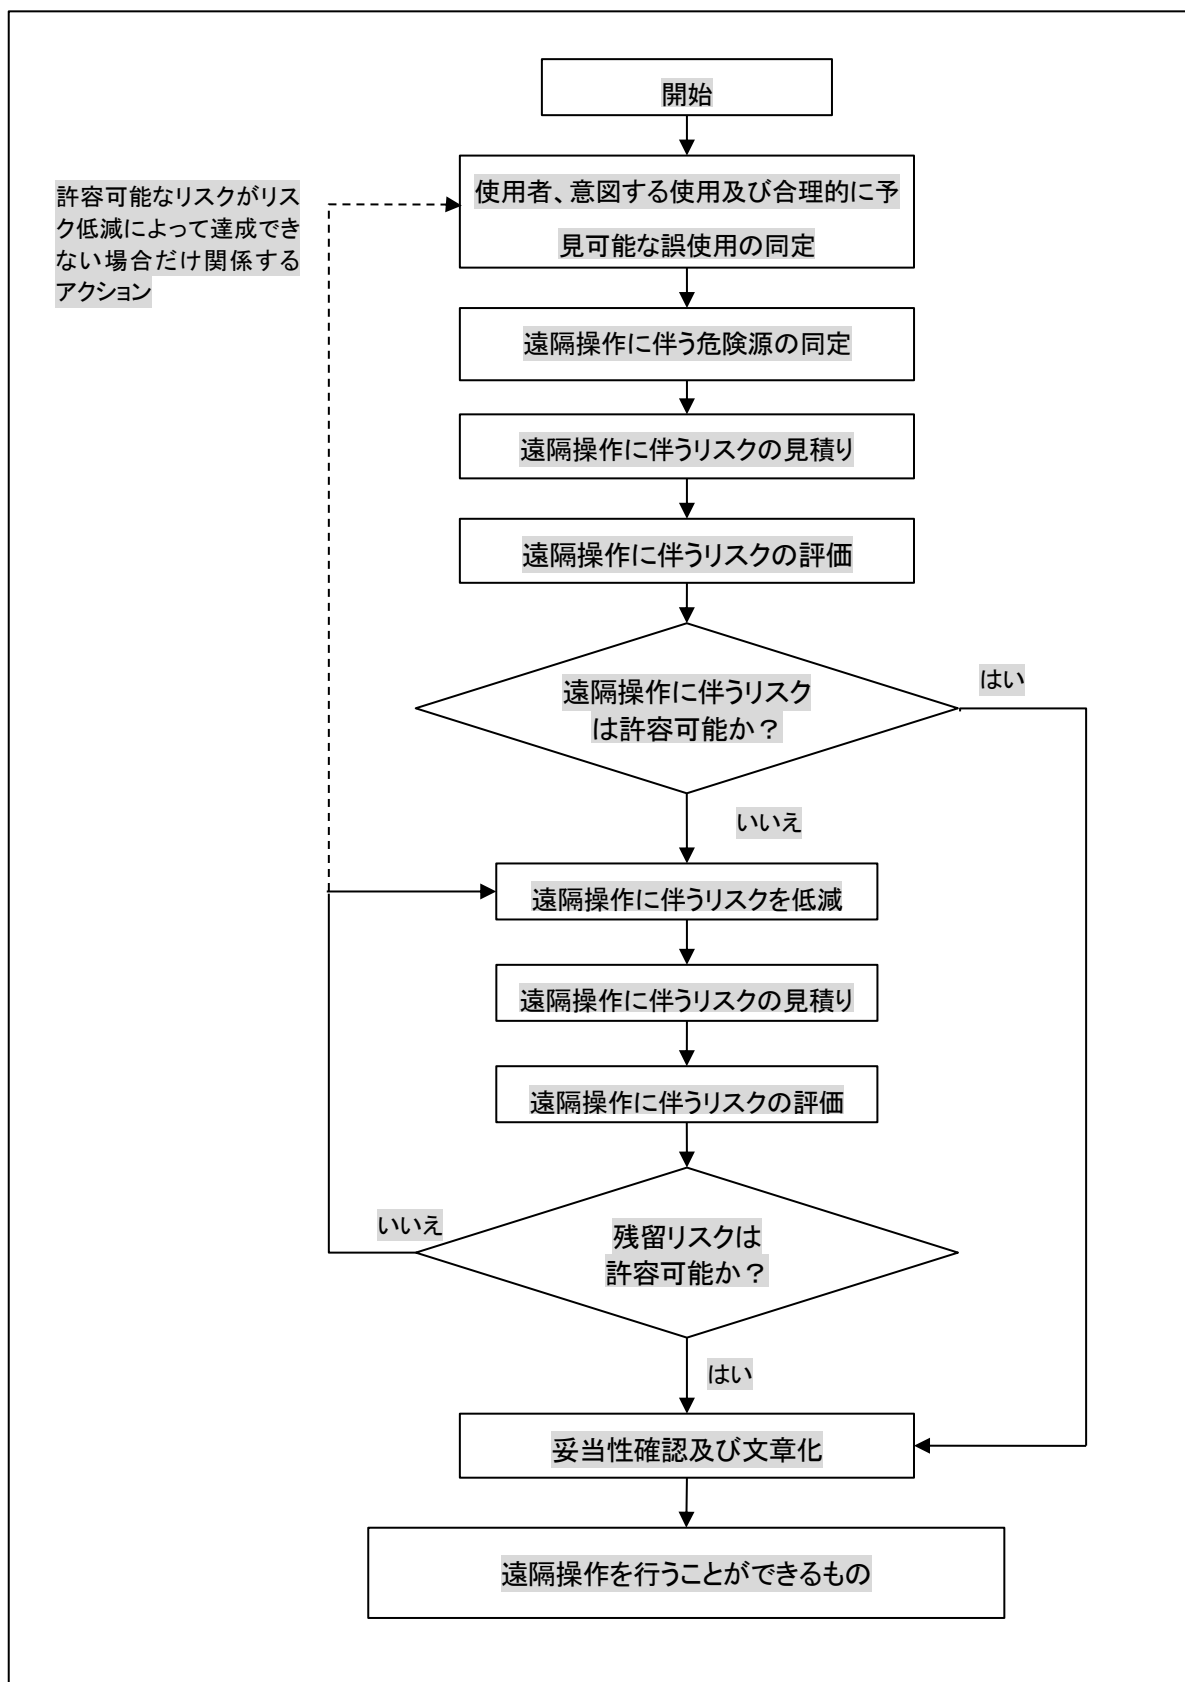 開始
使用者、意図する使用及び合理的に予
見可能な誤使用の同定
許容可能なリスクがリス
ク低減によって達成でき
ない場合だけ関係する
アクション
遠隔操作に伴う危険源の同定
遠隔操作に伴うリスクの見積り
遠隔操作に伴うリスクの評価
遠隔操作に伴うリスク
は許容可能か？
はい
いいえ
遠隔操作に伴うリスクを低減
遠隔操作に伴うリスクの見積り
遠隔操作に伴うリスクの評価
いいえ
残留リスクは
許容可能か？
はい
妥当性確認及び文章化
遠隔操作を行うことができるもの